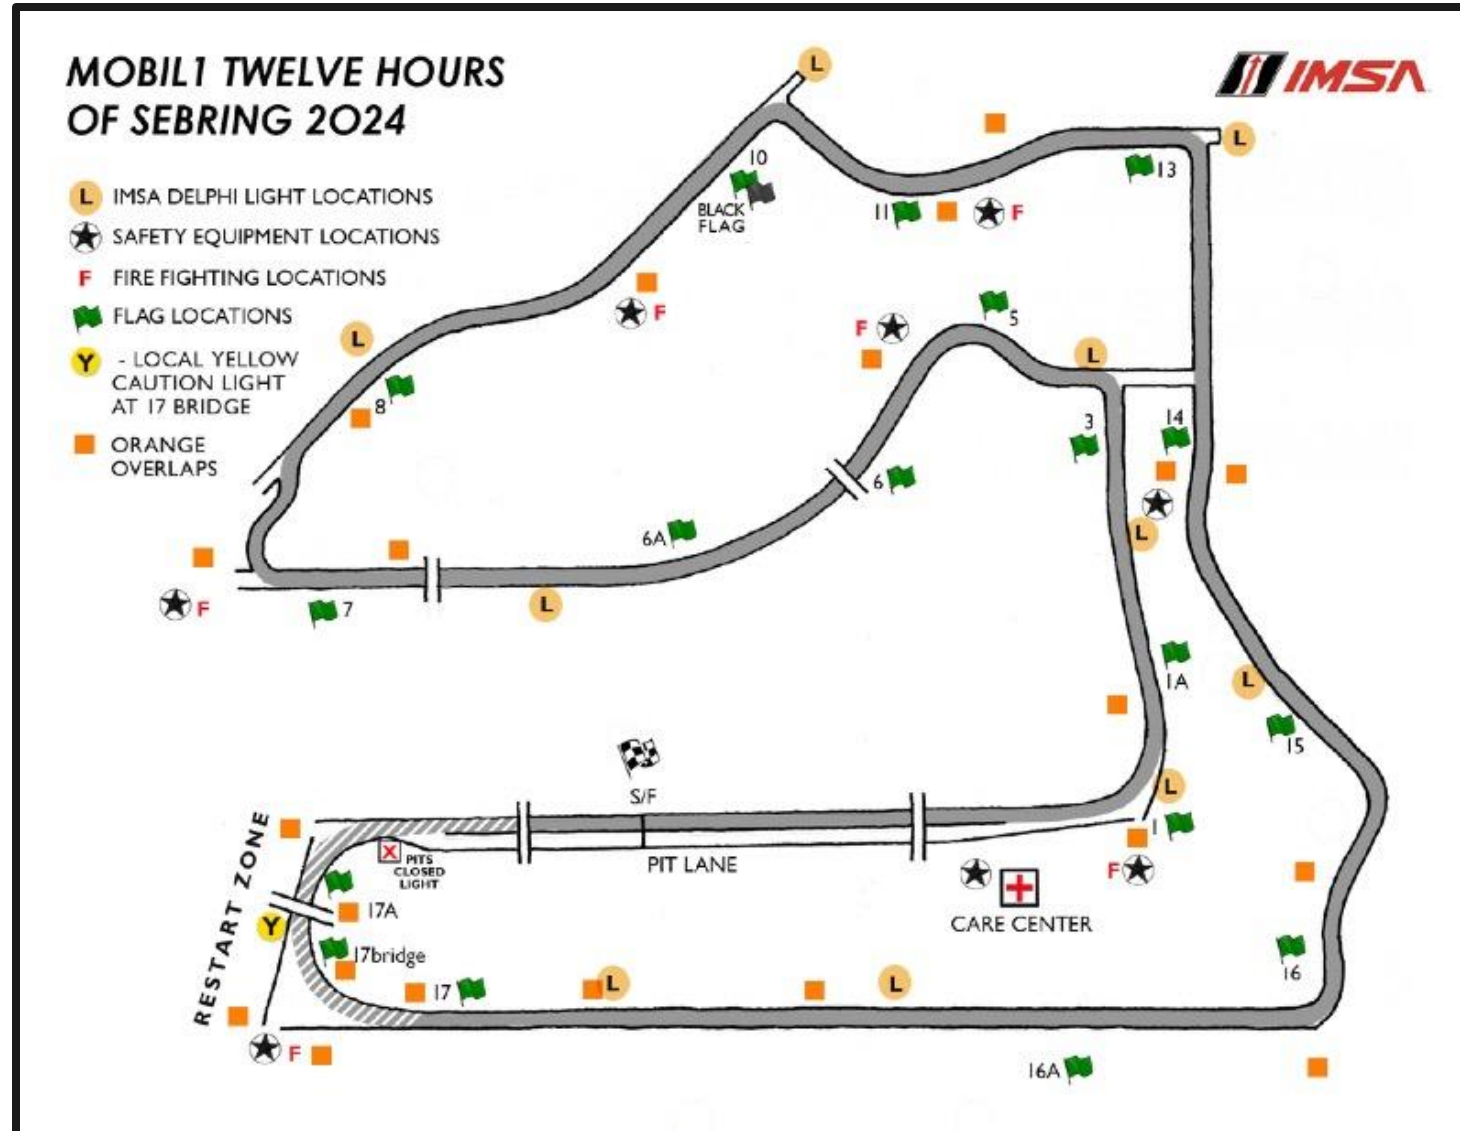 MOBIL1 TWELVE HOURS
OF SEBRING 2024
IMSA
L IMSA DELPHI LIGHT LOCATIONS
SAFETY EQUIPMENT LOCATIONS
F FIRE FIGHTING LOCATIONS
FLAG LOCATIONS
Y - LOCAL YELLOW
CAUTION LIGHT
AT 17 BRIDGE
ORANGE
OVERLAPS
L
L
10
BLACK
FLAG
11
F
13
F
L
8
F
5
L
3
14
6
6A
L
7
F
L
1A
L
15
L
S/F
1
PIT LANE
F
CARE CENTER
X
PITS
CLOSED
LIGHT
RESTART ZONE
17A
Y
17bridge
17
L
L
16
F
16A